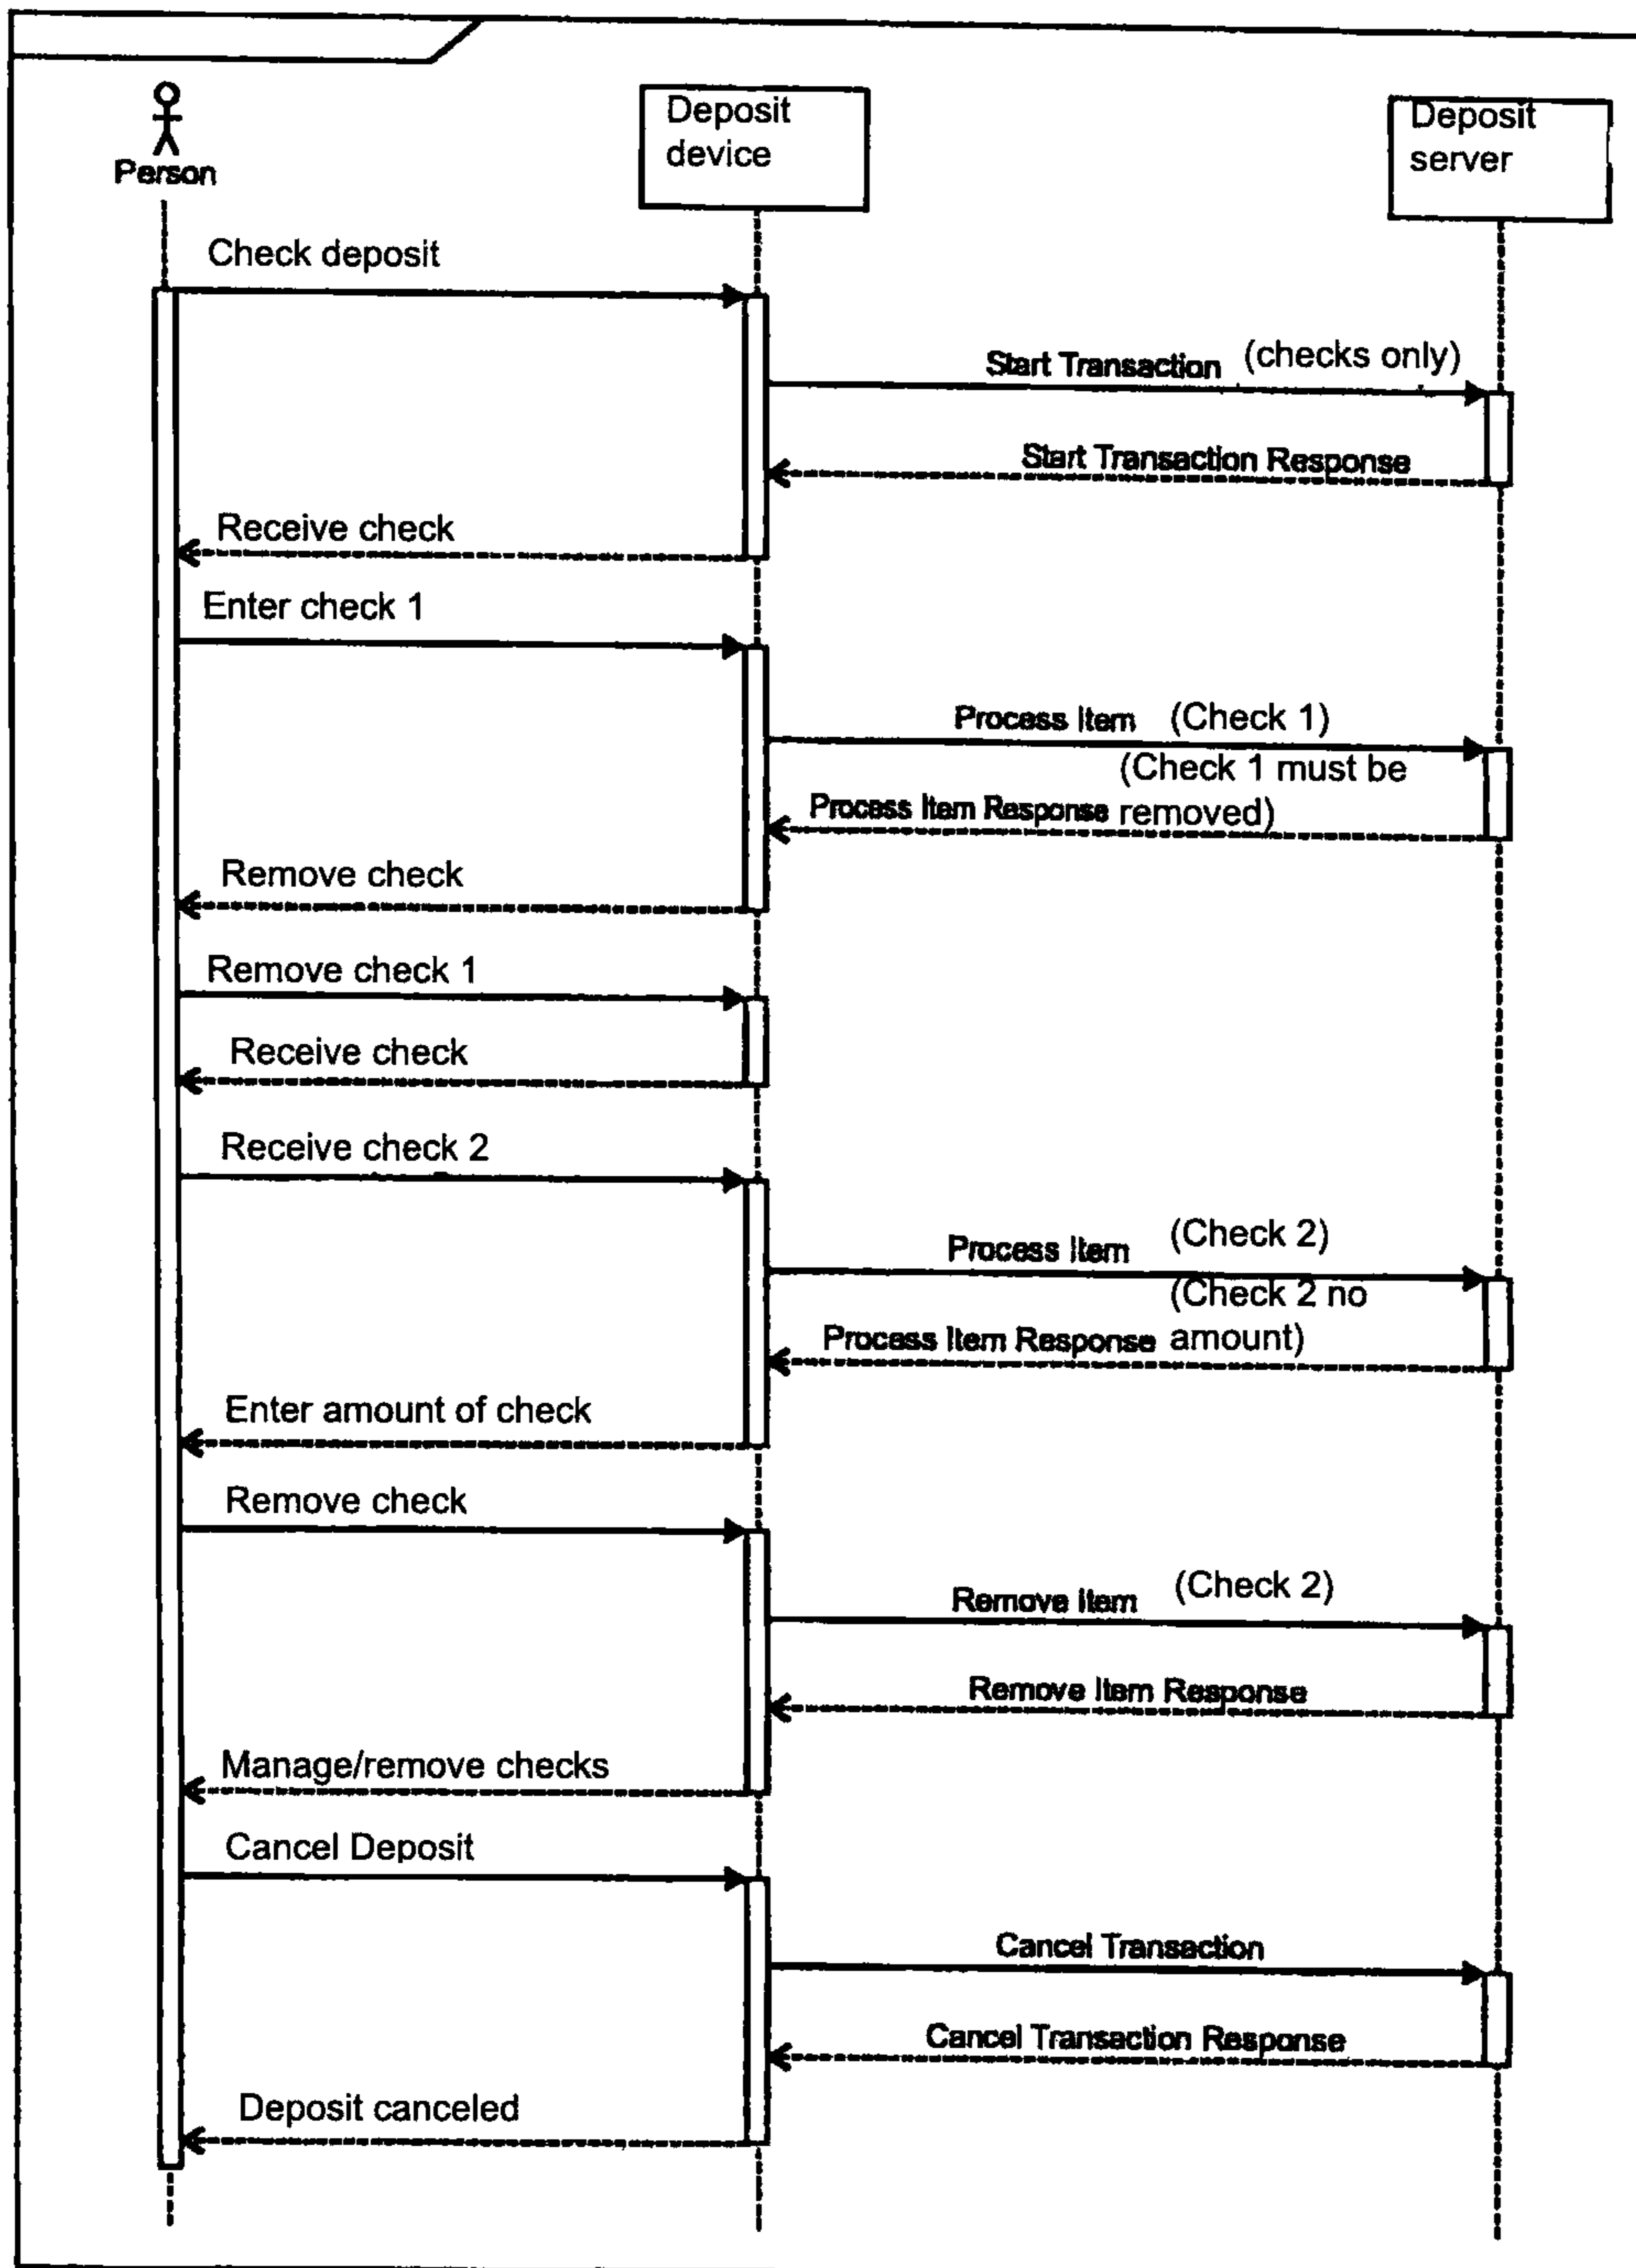 Person
Deposit
device
Deposit
server
Check deposit
Start Transaction (checks only)
Start Transaction Response
Receive check
Enter check 1
Process Item (Check 1)
(Check 1 must be
Process Item Response removed)
Remove check
Remove check 1
Receive check
Receive check 2
Process Item (Check 2)
(Check 2 no
Process Item Response amount)
Enter amount of check
Remove check
Remove Item (Check 2)
Remove Item Response
Manage/remove checks
Cancel Deposit
Cancel Transaction
Cancel Transaction Response
Deposit canceled